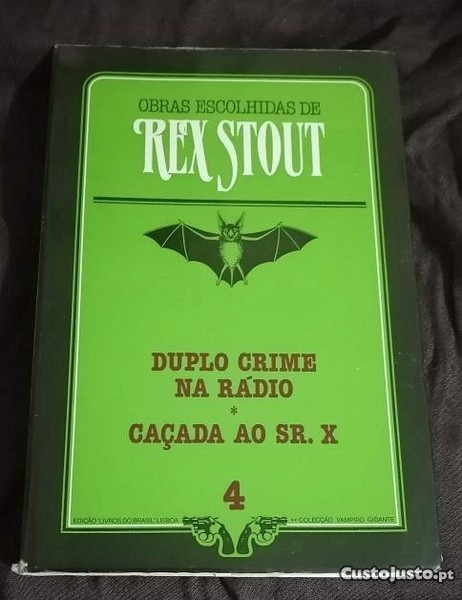 OBRAS ESCOLHIDAS DE
REX STOUT
DUPLO CRIME
NA RÁDIO
*
CAÇADA AO SR. X
4
EDIÇÃO "LIVROS DO BRASIL" LISBOA
** COLECÇÃO VAMPIRO GIGANTE
CustoJusto.pt